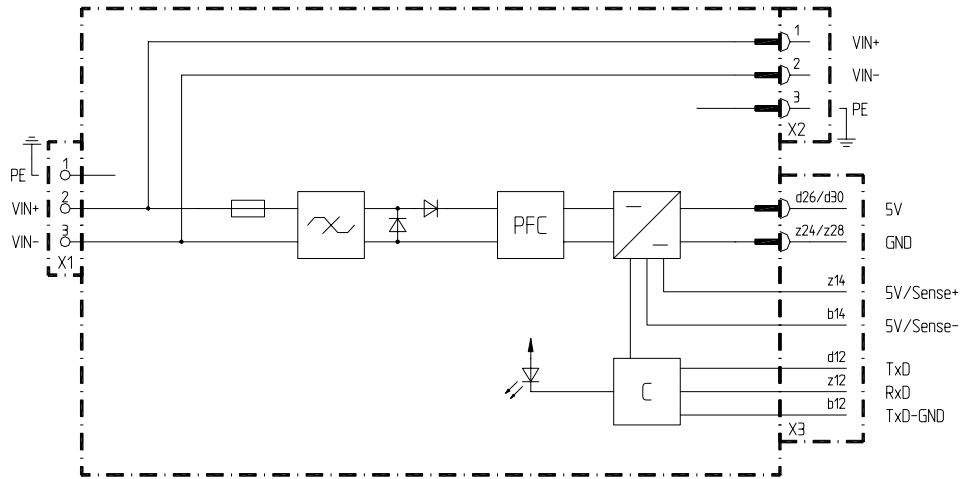 1
VIN+
2
VIN-
3
PE
X2
PE
1
VIN+
2
VIN-
3
X1
PFC
d26/d30
5V
z24/z28
GND
z14
5V/Sense+
b14
5V/Sense-
C
d12
TxD
z12
RxD
b12
TxD-GND
X3